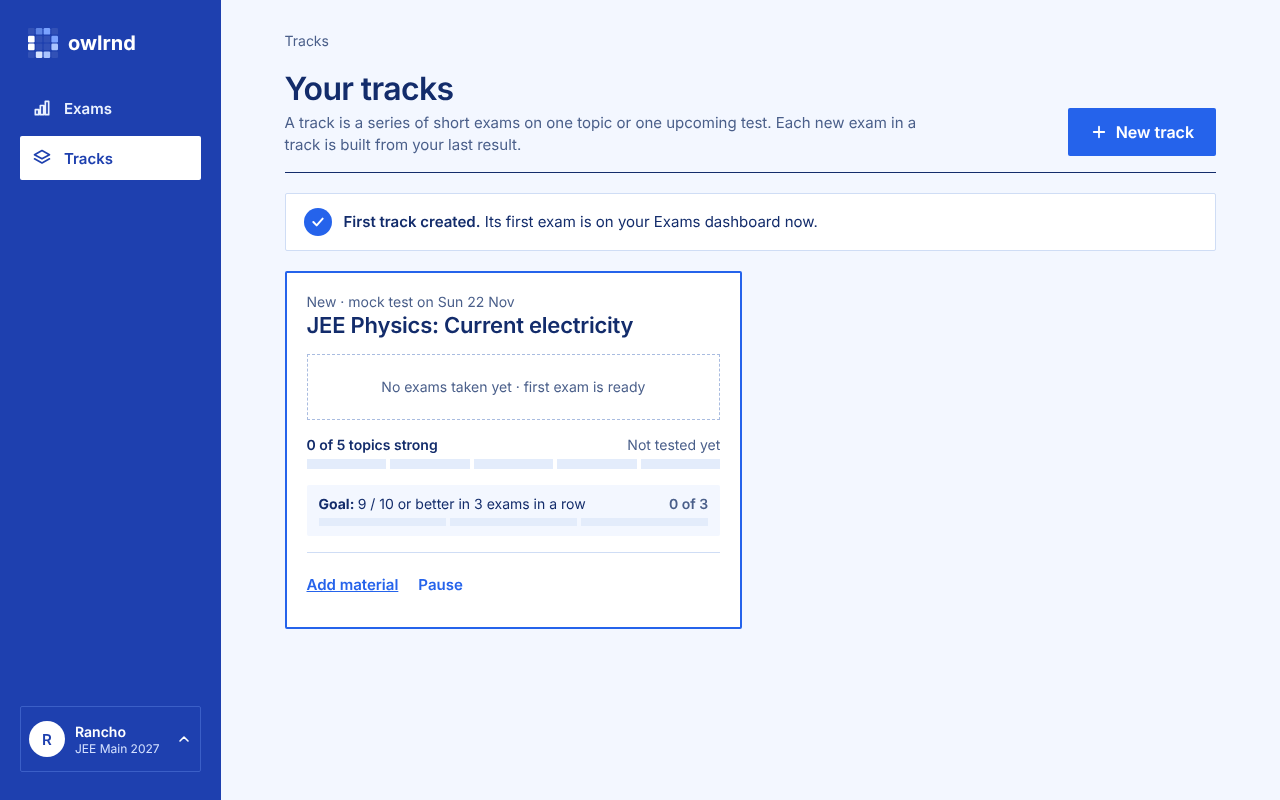 owlrnd
Exams
Tracks
R
Rancho
JEE Main 2027
Tracks
Your tracks
A track is a series of short exams on one topic or one upcoming test. Each new exam in a
track is built from your last result.
New track
First track created. Its first exam is on your Exams dashboard now.
New · mock test on Sun 22 Nov
JEE Physics: Current electricity
No exams taken yet · first exam is ready
0 of 5 topics strong
Not tested yet
Goal: 9 / 10 or better in 3 exams in a row
0 of 3
Add material
Pause